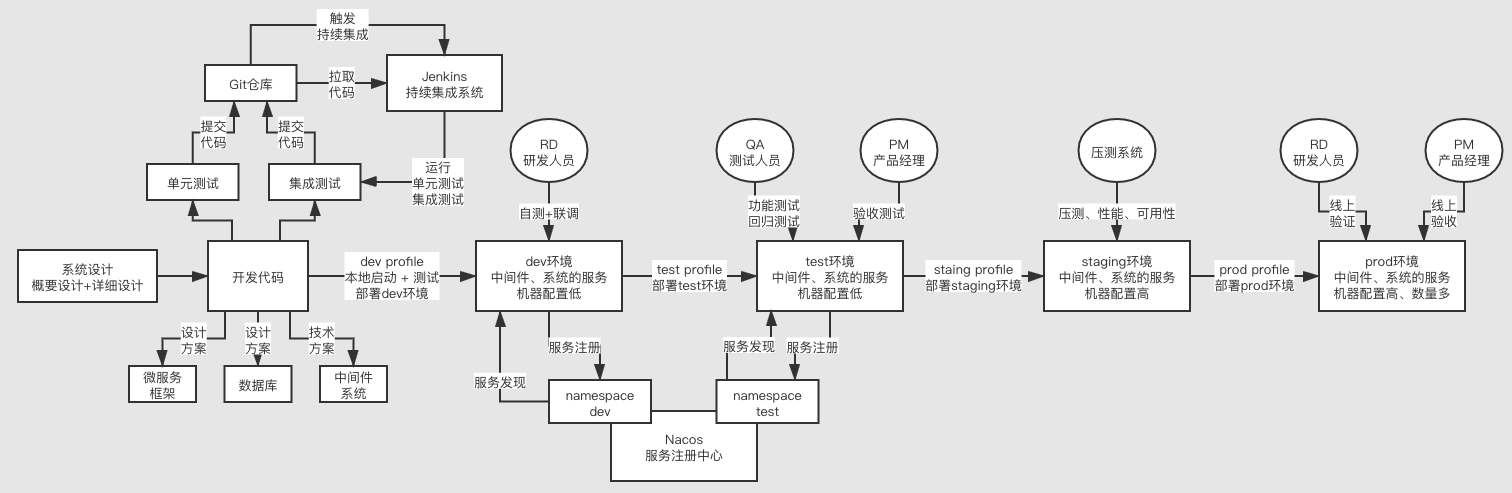 触发
持续集成
Git仓库
拉取
代码
Jenkins
持续集成系统
提交
代码
提交
代码
运行
单元测试
集成测试
单元测试
集成测试
RD
研发人员
QA
测试人员
PM
产品经理
压测系统
RD
研发人员
PM
产品经理
自测+联调
功能测试
回归测试
验收测试
压测、性能、可用性
线上
验证
线上
验收
系统设计
概要设计+详细设计
开发代码
dev profile
本地启动 + 测试
部署dev环境
dev环境
中间件、系统的服务
机器配置低
test profile
部署test环境
test环境
中间件、系统的服务
机器配置低
staing profile
部署staging环境
staging环境
中间件、系统的服务
机器配置高
prod profile
部署prod环境
prod环境
中间件、系统的服务
机器配置高、数量多
设计
方案
设计
方案
技术
方案
微服务
框架
数据库
中间件
系统
服务注册
服务发现
服务发现
服务注册
namespace
dev
namespace
test
Nacos
服务注册中心